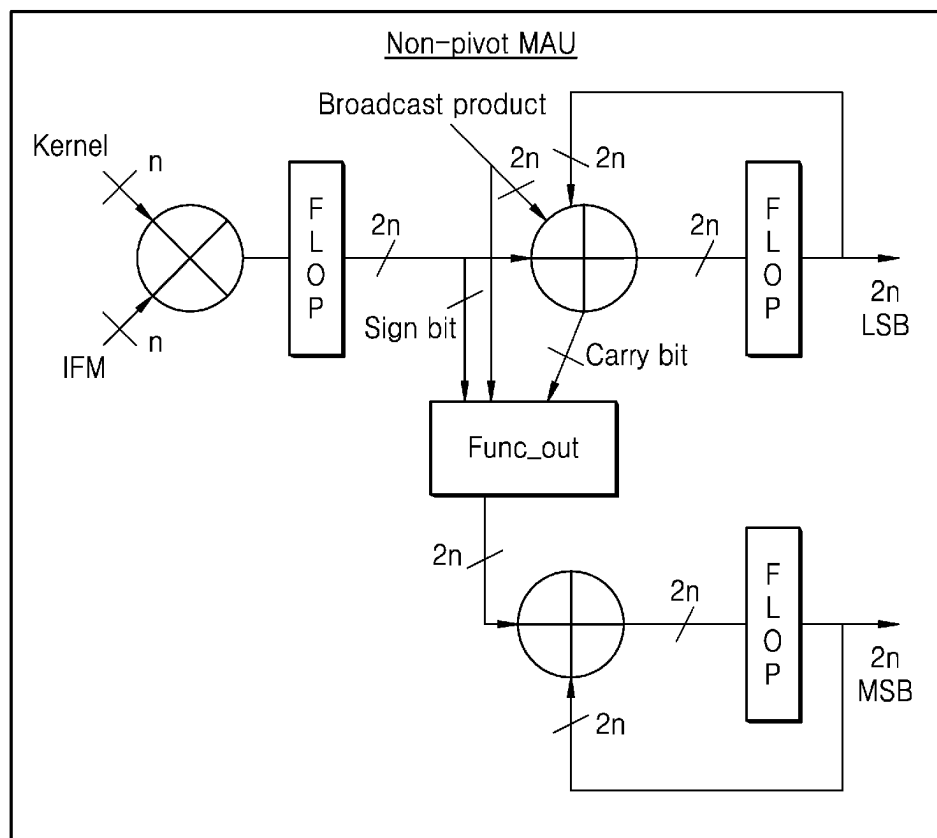 Non-pivot MAU
Broadcast product
Kernel
n
2n
2n
F
L
O
P
2n
2n
F
L
O
P
IFM
n
Sign bit
Carry bit
2n
LSB
Func_out
2n
2n
F
L
O
P
2n
MSB
2n